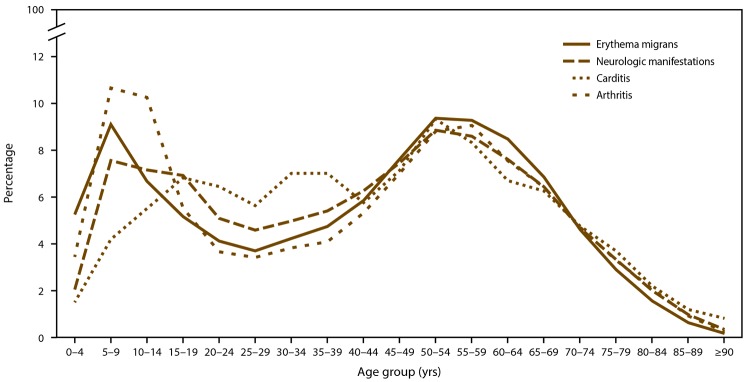 100
12
10
8
6
4
2
0
Percentage
Erythema migrans
Neurologic manifestations
Carditis
Arthritis
0–4 5–9 10–14 15–19 20–24 25–29 30–34 35–39 40–44 45–49 50–54 55–59 60–64 65–69 70–74 75–79 80–84 85–89 ≥90
Age group (yrs)